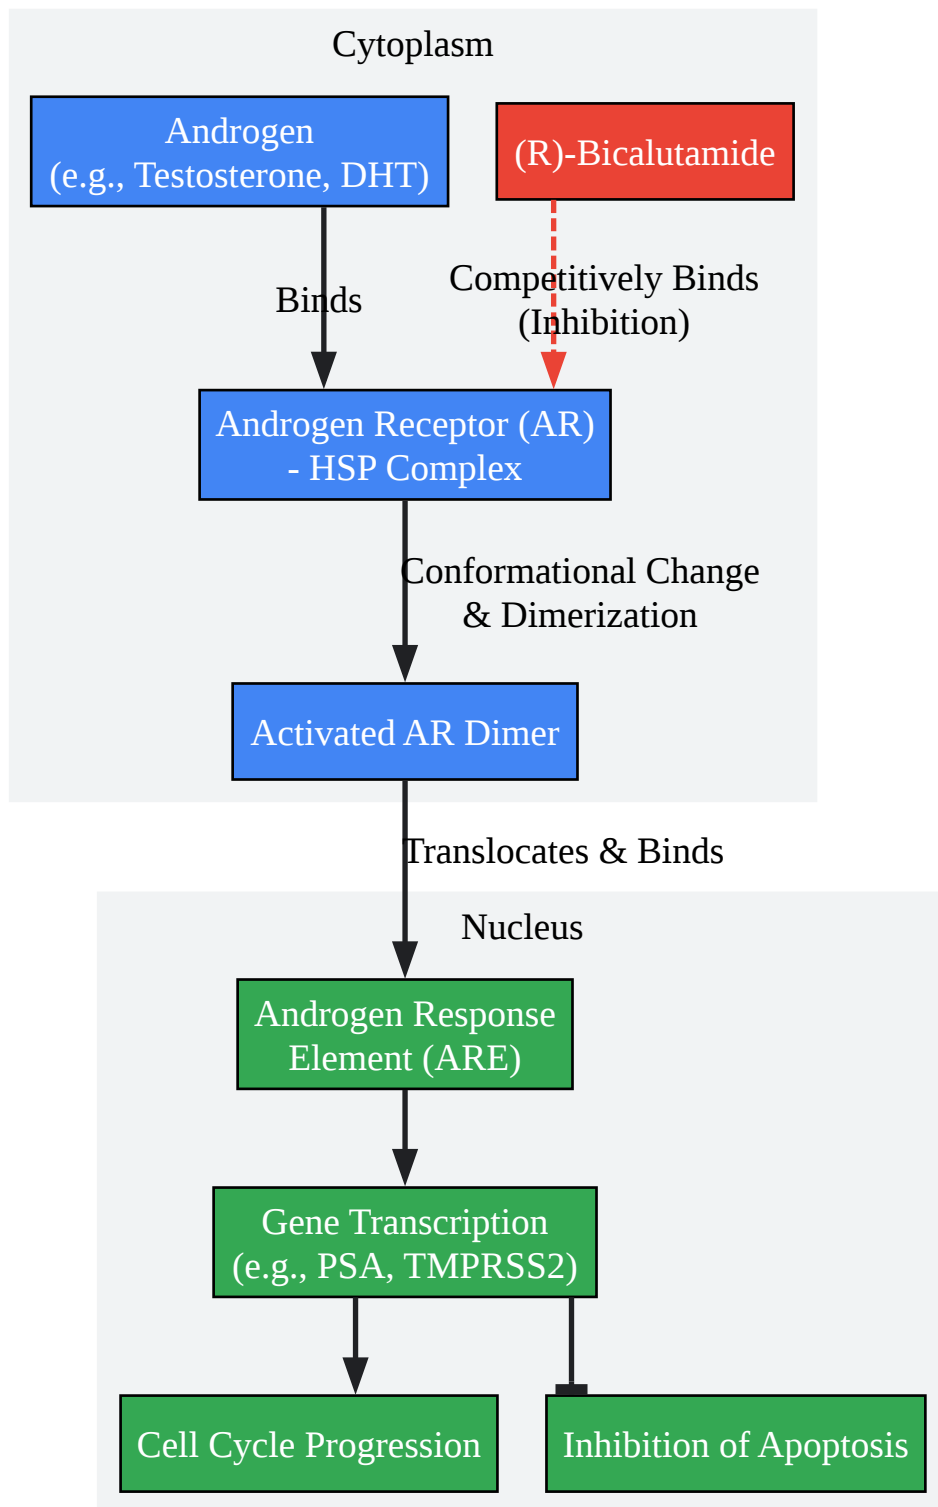 Cytoplasm
Androgen
(e.g., Testosterone, DHT)
(R)-Bicalutamide
Binds
Competitively Binds
(Inhibition)
Androgen Receptor (AR)
- HSP Complex
Conformational Change
& Dimerization
Activated AR Dimer
Translocates & Binds
Nucleus
Androgen Response
Element (ARE)
Gene Transcription
(e.g., PSA, TMPRSS2)
Cell Cycle Progression
Inhibition of Apoptosis